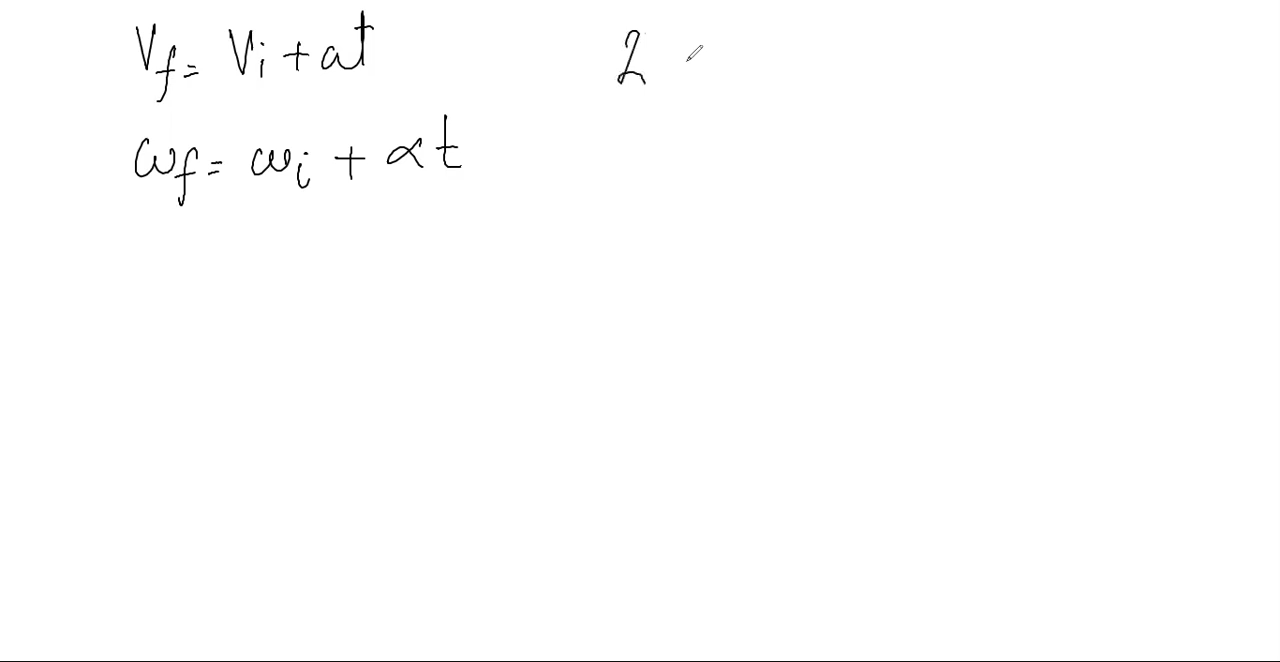 Vf = Vi + at
ωf = ωi + αt
2